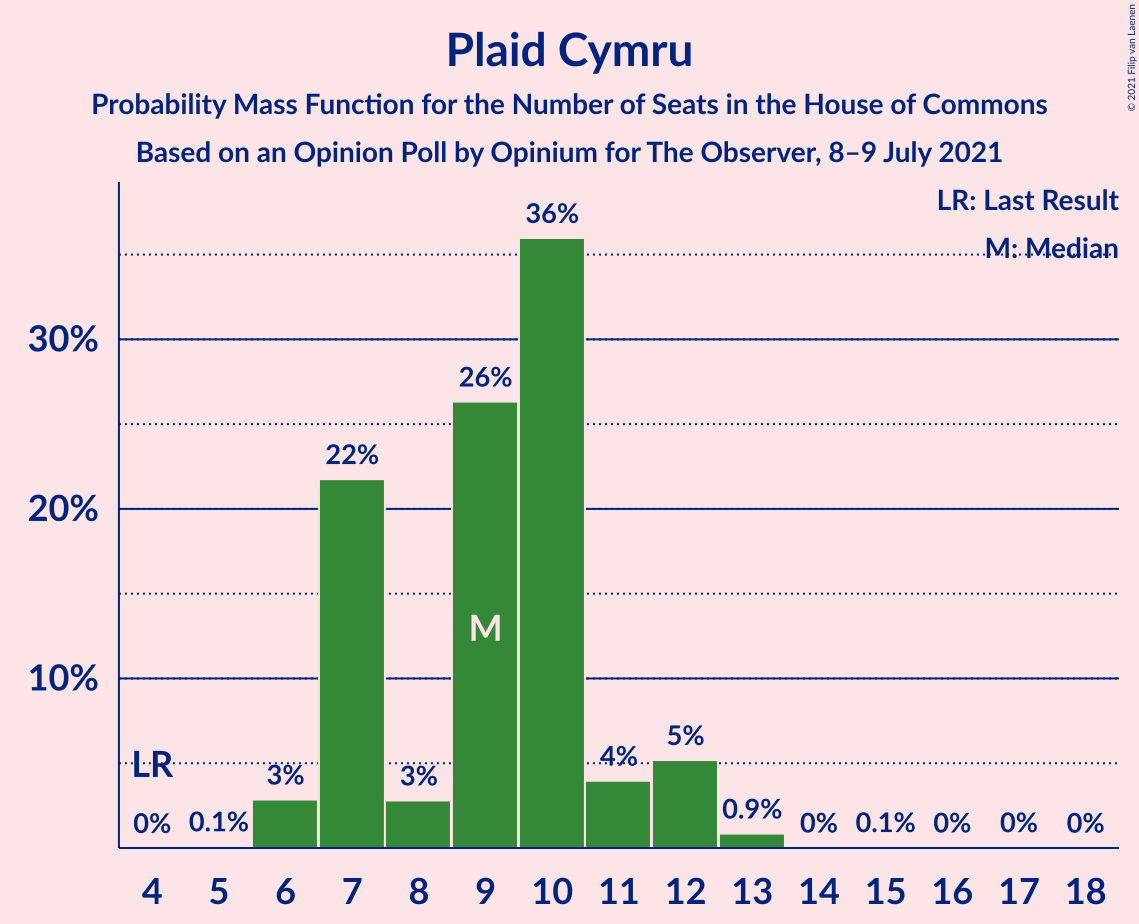 Plaid Cymru
Probability Mass Function for the Number of Seats in the House of Commons
Based on an Opinion Poll by Opinium for The Observer, 8–9 July 2021
© 2021 Filip van Laenen
LR: Last Result
M: Median
36%
30%
26%
22%
20%
M
10%
LR
5%
4%
3%
3%
0.9%
0%
0.1%
0%
0.1%
0%
0%
0%
4 5 6 7 8 9 10 11 12 13 14 15 16 17 18